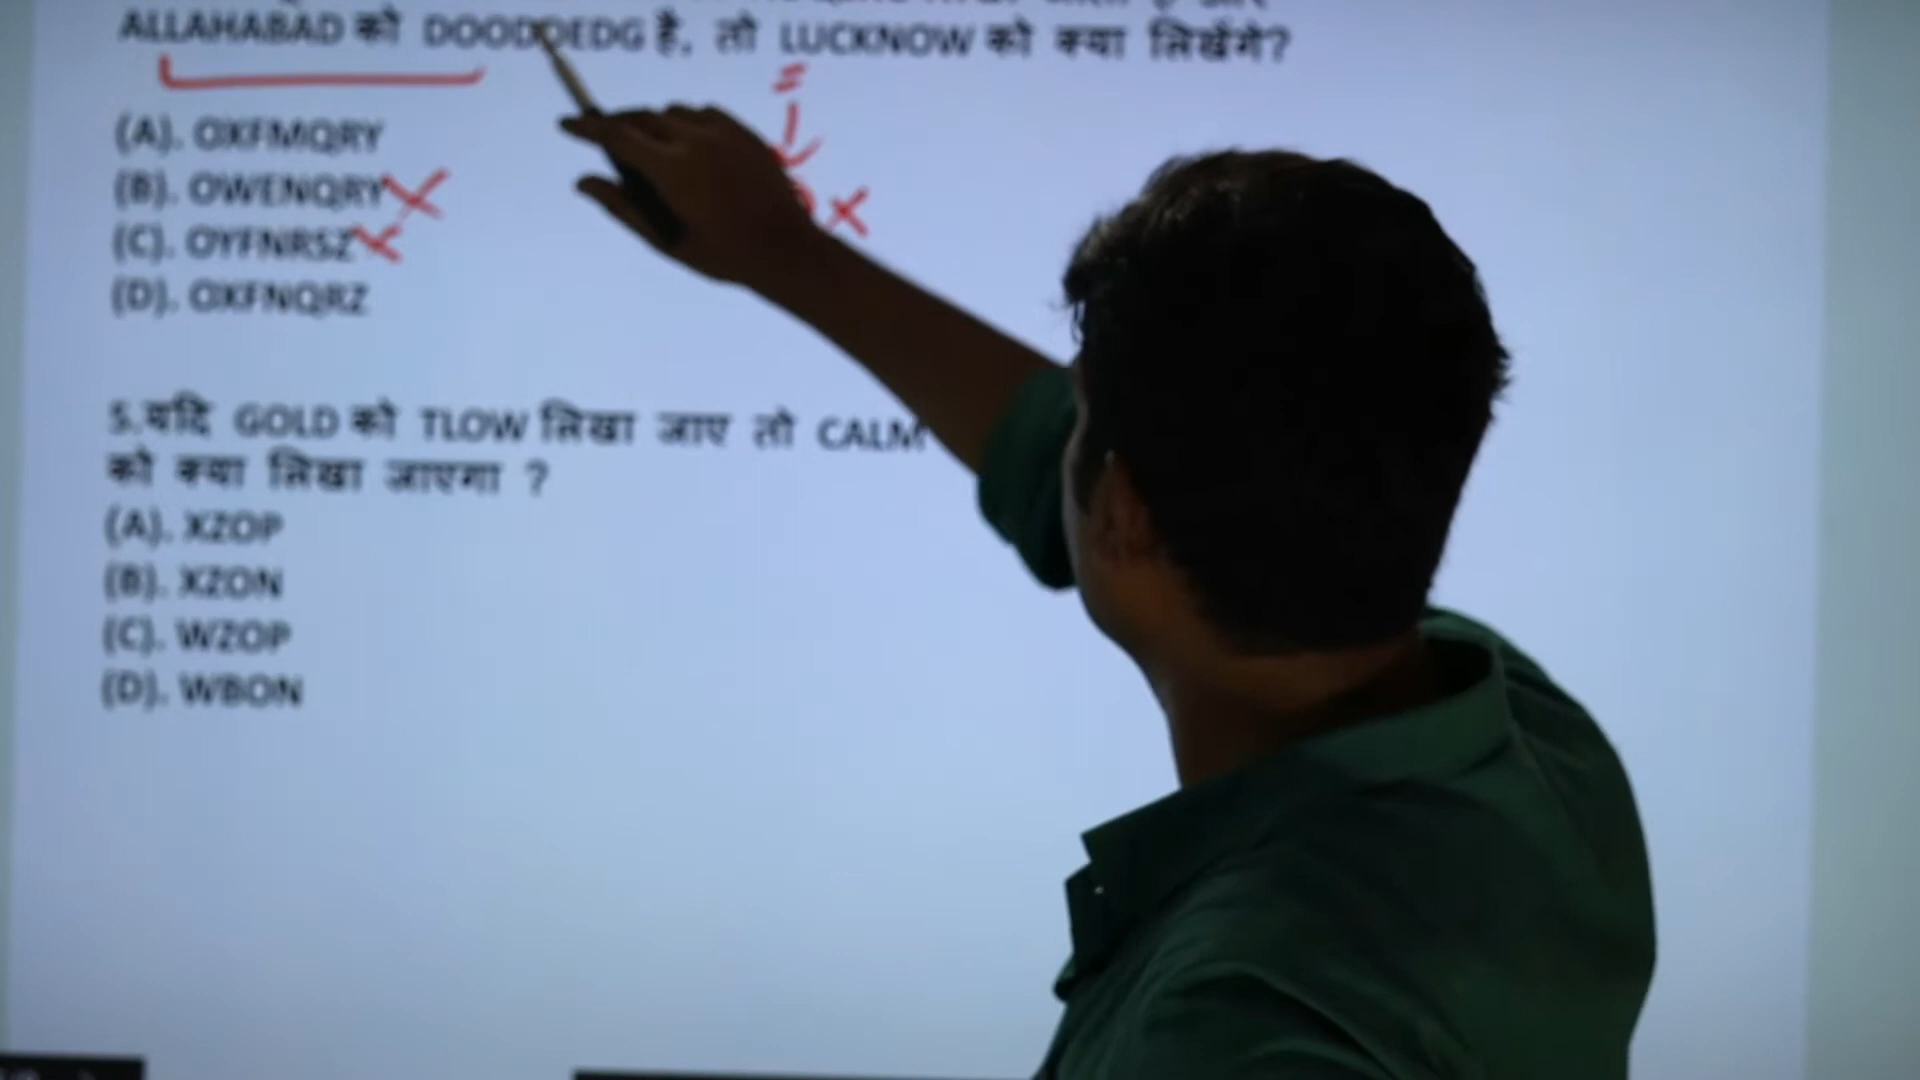 ALLAHABAD को DOODDEDG है, तो LUCKNOW को क्या लिखेंगे?
(A). OXFMQRY
(B). OWENQRY
(C). OYFNRSZ
(D). OXFNQRZ
5.यदि GOLD को TLOW लिखा जाए तो CALM
को क्या लिखा जाएगा ?
(A). XZOP
(B). XZON
(C). WZOP
(D). WBON